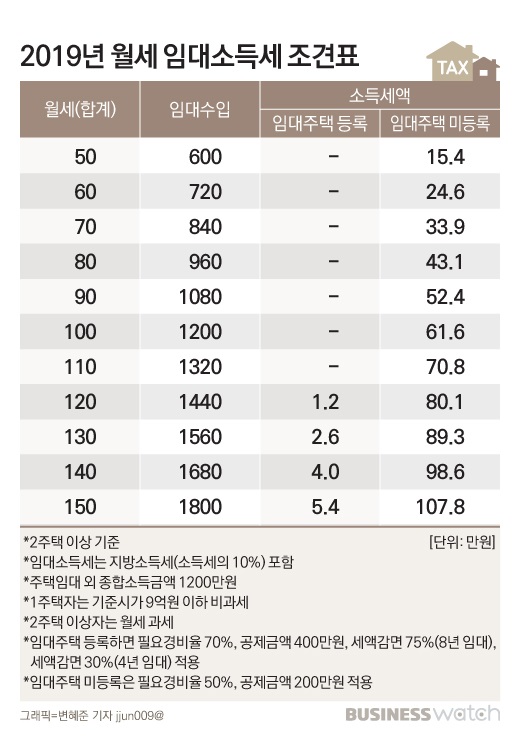 2019년 월세 임대소득세 조견표
TAX
월세(합계) 임대수입 소득세액
임대주택 등록 임대주택 미등록
50 600 – 15.4
60 720 – 24.6
70 840 – 33.9
80 960 – 43.1
90 1080 – 52.4
100 1200 – 61.6
110 1320 – 70.8
120 1440 1.2 80.1
130 1560 2.6 89.3
140 1680 4.0 98.6
150 1800 5.4 107.8
*2주택 이상 기준 [단위: 만원]
*임대소득세는 지방소득세(소득세의 10%) 포함
*주택임대 외 종합소득금액 1200만원
*1주택자는 기준시가 9억원 이하 비과세
*2주택 이상자는 월세 과세
*임대주택 등록하면 필요경비율 70%, 공제금액 400만원, 세액감면 75%(8년 임대),
세액감면 30%(4년 임대) 적용
*임대주택 미등록은 필요경비율 50%, 공제금액 200만원 적용
그래픽=변혜준 기자 jjun009@ BUSINESS watch